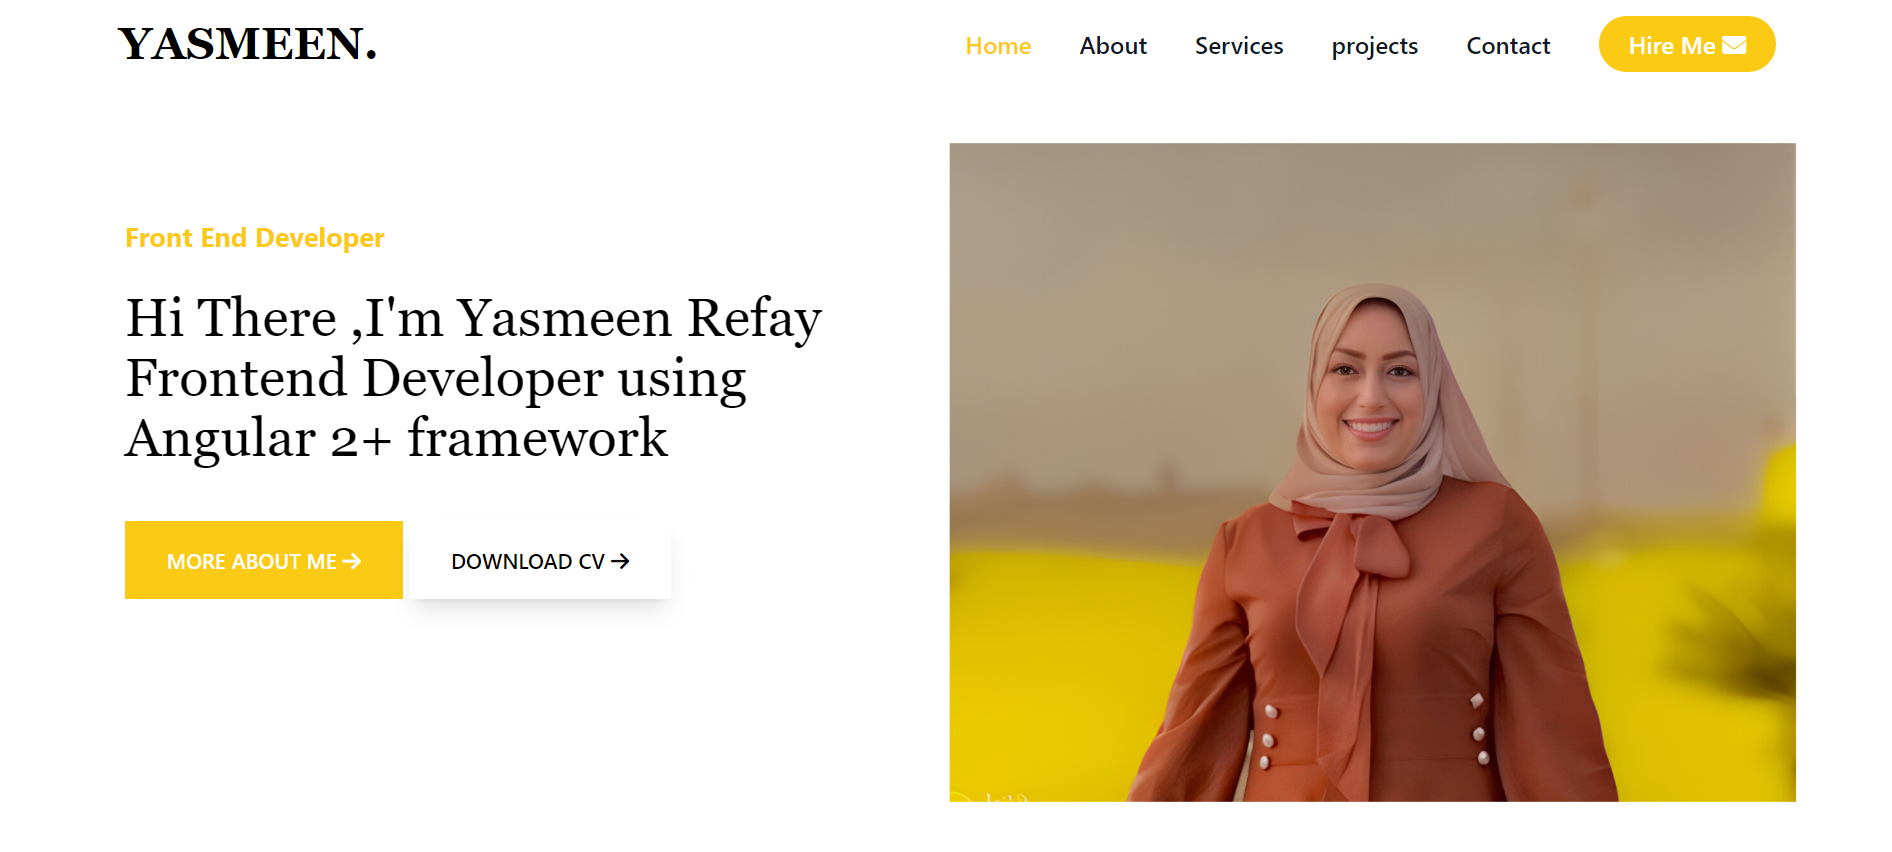 YASMEEN.
Home About Services projects Contact Hire Me
Front End Developer
Hi There ,I'm Yasmeen Refay
Frontend Developer using
Angular 2+ framework
MORE ABOUT ME → DOWNLOAD CV →